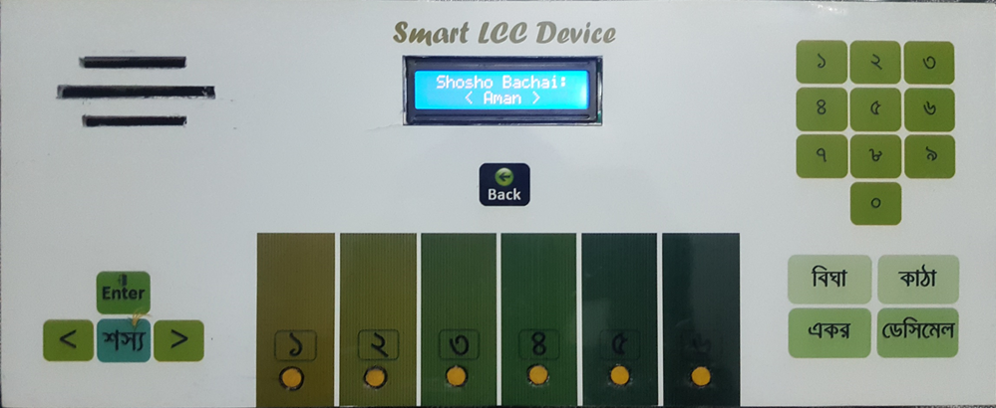 Smart LCC Device
Shosho Bachai:
< Aman >
১ ২ ৩
৪ ৫ ৬
৭ ৮ ৯
০
Back
Enter
< শস্য >
বিঘা কাঠা
একর ডেসিমেল
১ ২ ৩ ৪ ৫ ৬